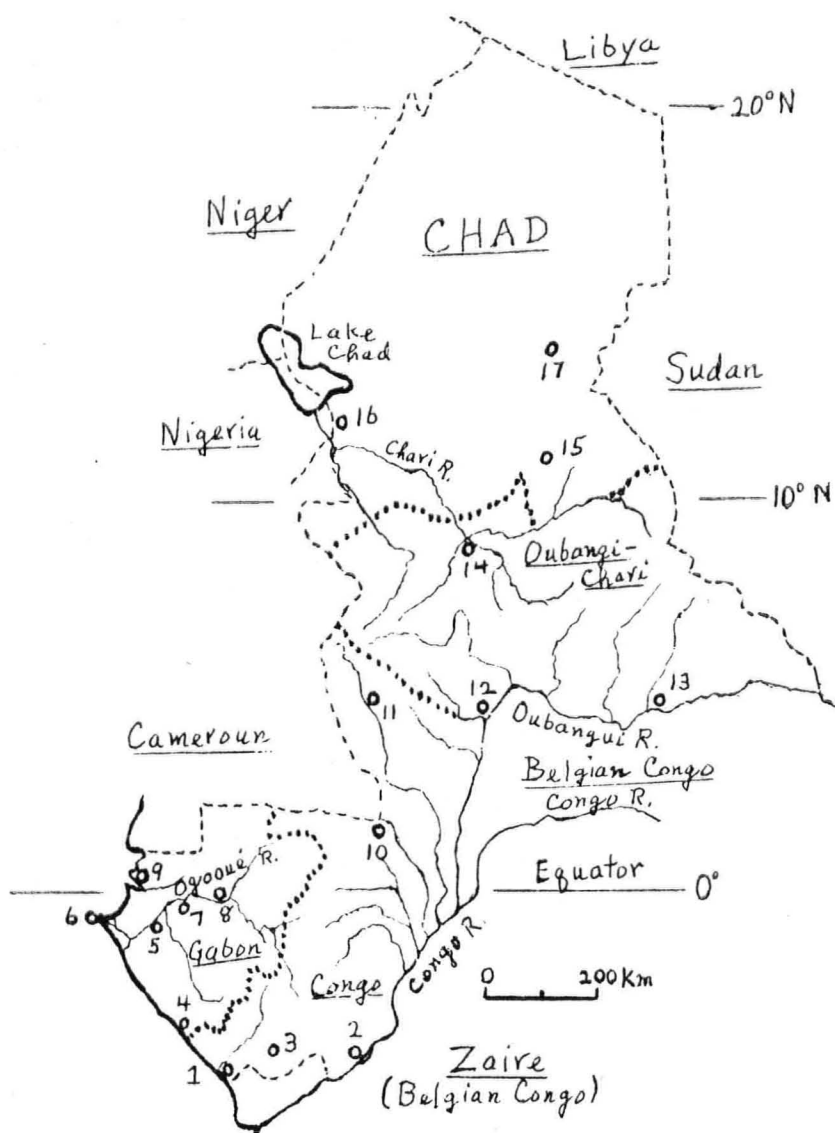 Libya
20°N
Niger
CHAD
Lake
Chad
17
Sudan
Nigeria
16
Chari R.
15
10° N
14
Oubangi-
Chari
12
13
11
Oubangui R.
Cameroun
Belgian Congo
Congo R.
10
9
Ogooué R.
Equator
0°
6
7
8
5
Gabon
Congo R.
Congo
0
200 Km
4
3
2
1
Zaire
(Belgian Congo)